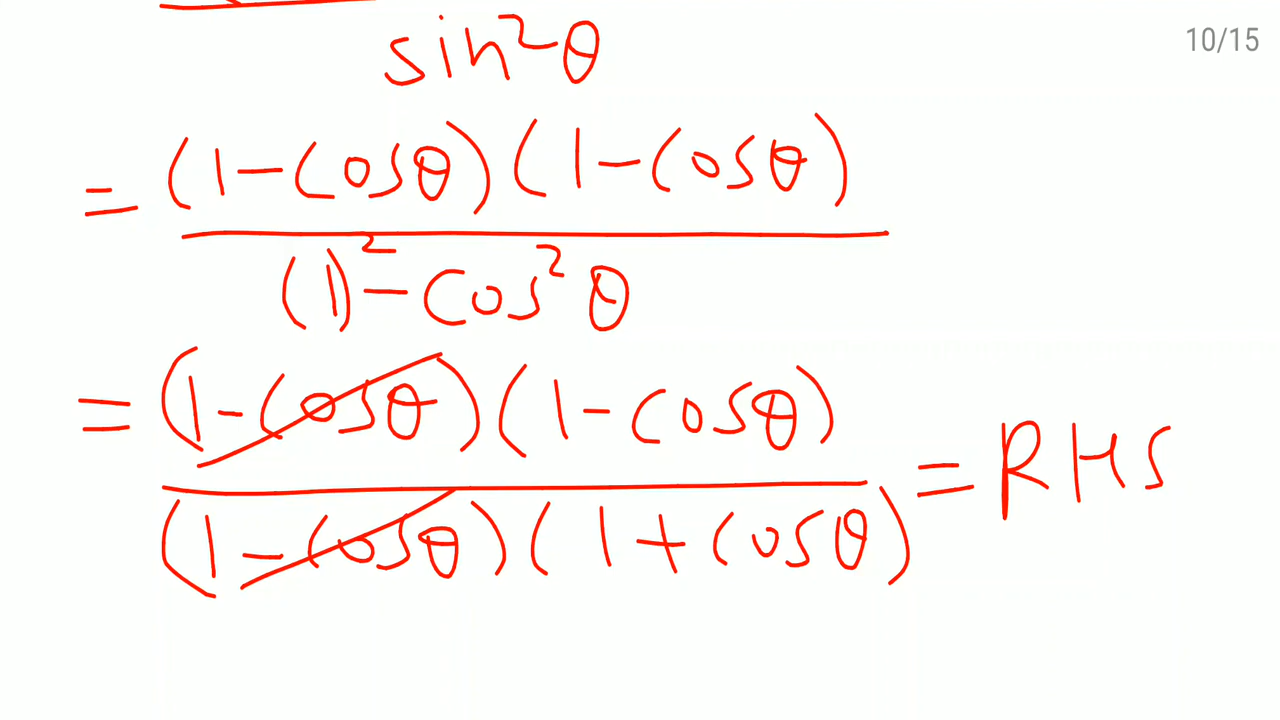 10/15
sin²θ
= (1-cosθ)(1-cosθ)
(1)²-cos²θ
= (1-cosθ)(1-cosθ)
(1-cosθ)(1+cosθ) = RHS